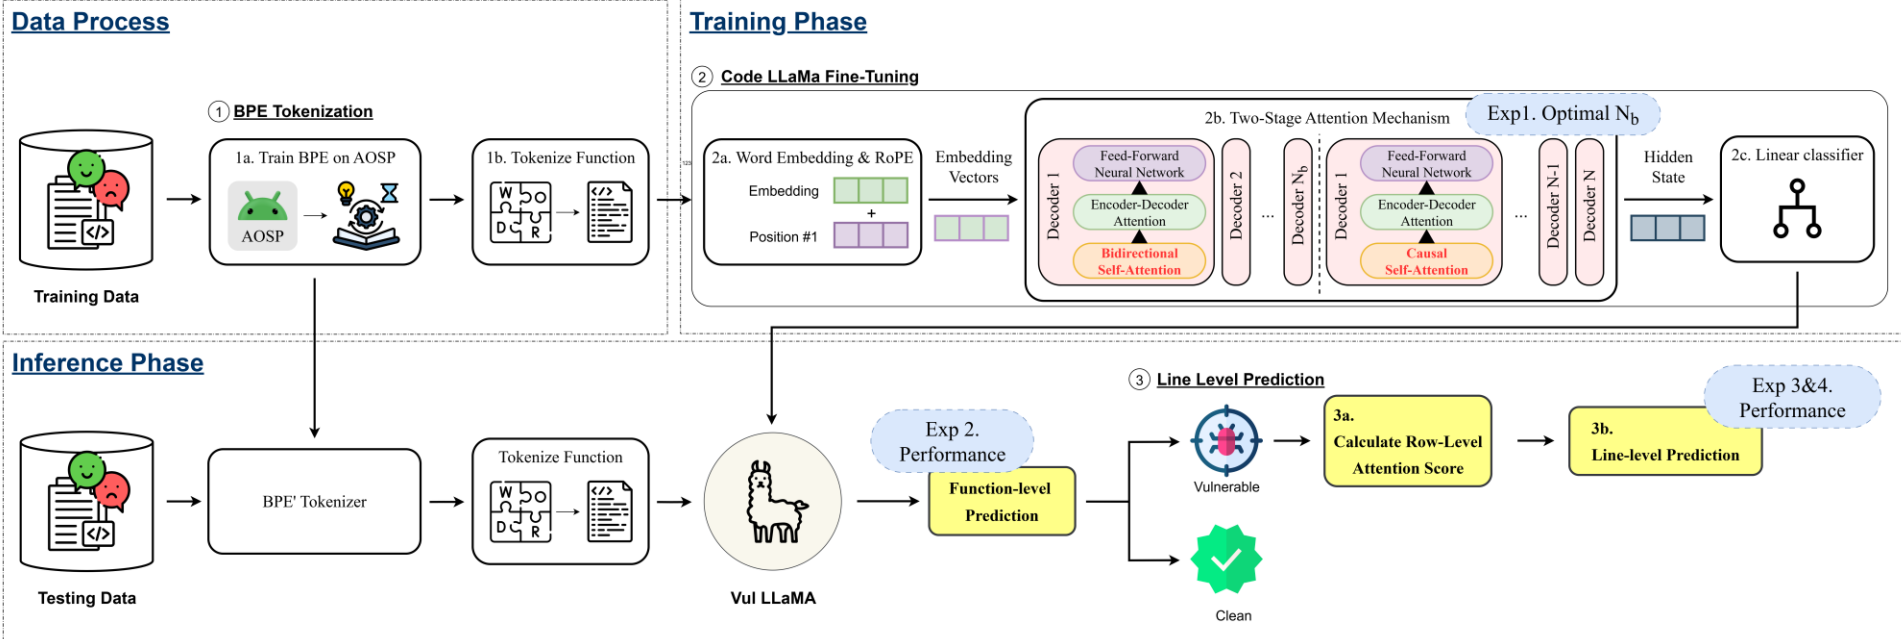 Data Process
Training Phase
② Code LLaMa Fine-Tuning
① BPE Tokenization
Training Data
1a. Train BPE on AOSP
AOSP
1b. Tokenize Function
W
D
R
123
2a. Word Embedding & RoPE
Embedding
+
Position #1
Embedding
Vectors
2b. Two-Stage Attention Mechanism
Exp1. Optimal N_b
Decoder 1
Feed-Forward
Neural Network
Encoder-Decoder
Attention
Bidirectional
Self-Attention
Decoder 2
...
Decoder N_b
Decoder 1
Feed-Forward
Neural Network
Encoder-Decoder
Attention
Causal
Self-Attention
...
Decoder N-1
Decoder N
Hidden
State
2c. Linear classifier
Inference Phase
Testing Data
BPE' Tokenizer
Tokenize Function
W
D
R
Vul LLaMA
Exp 2.
Performance
Function-level
Prediction
③ Line Level Prediction
Vulnerable
Clean
3a.
Calculate Row-Level
Attention Score
Exp 3&4.
Performance
3b.
Line-level Prediction